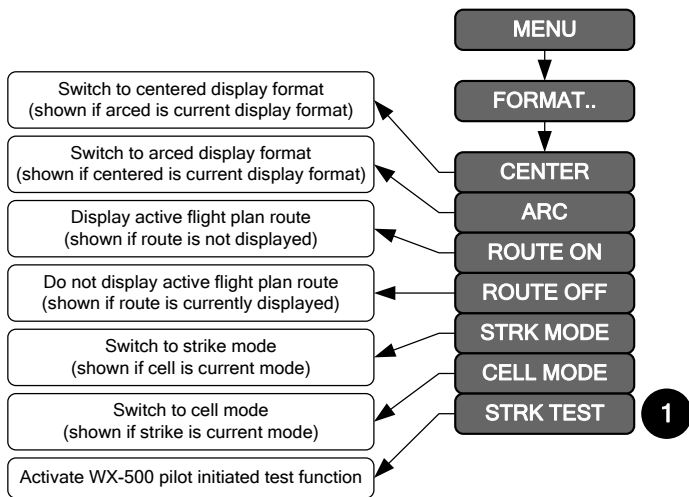 MENU
FORMAT..
Switch to centered display format
(shown if arced is current display format)
CENTER
Switch to arced display format
(shown if centered is current display format)
ARC
Display active flight plan route
(shown if route is not displayed)
ROUTE ON
Do not display active flight plan route
(shown if route is currently displayed)
ROUTE OFF
Switch to strike mode
(shown if cell is current mode)
STRK MODE
Switch to cell mode
(shown if strike is current mode)
CELL MODE
Activate WX-500 pilot initiated test function
STRK TEST
1